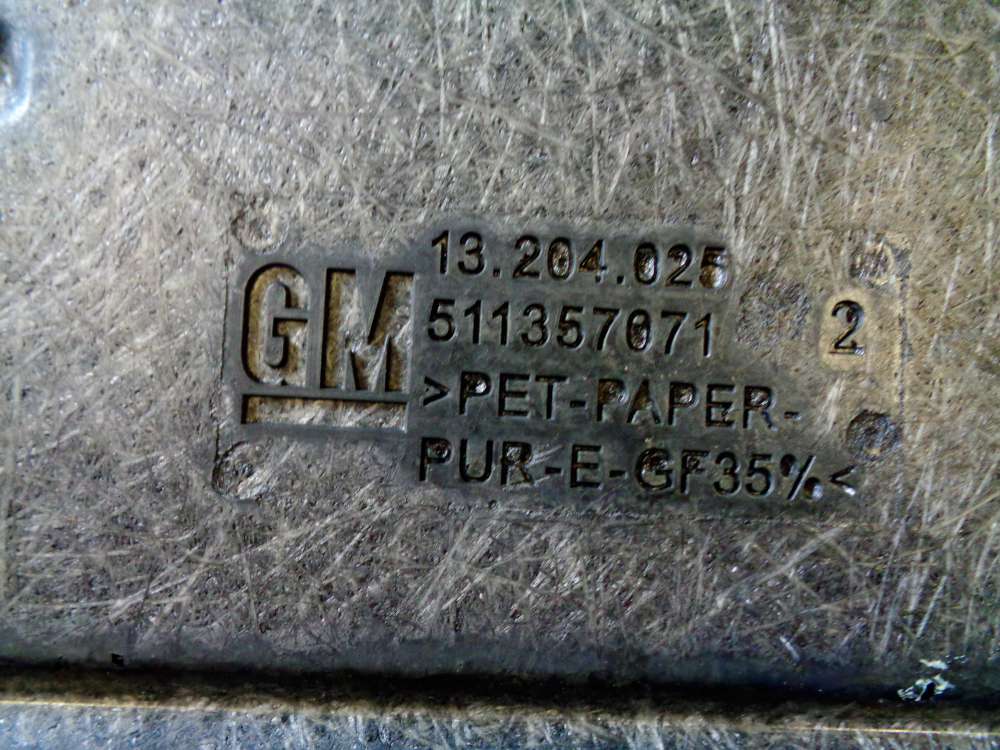 GM
13.204.025
511357071
2
>PET-PAPER-
PUR-E-GF35%<